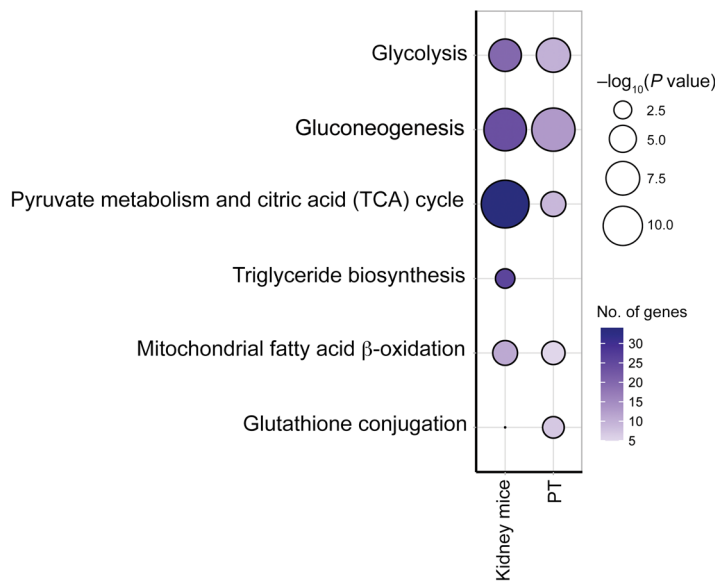 Glycolysis
Gluconeogenesis
Pyruvate metabolism and citric acid (TCA) cycle
Triglyceride biosynthesis
Mitochondrial fatty acid β-oxidation
Glutathione conjugation
Kidney mice
PT
–log10(P value)
2.5
5.0
7.5
10.0
No. of genes
30
25
20
15
10
5